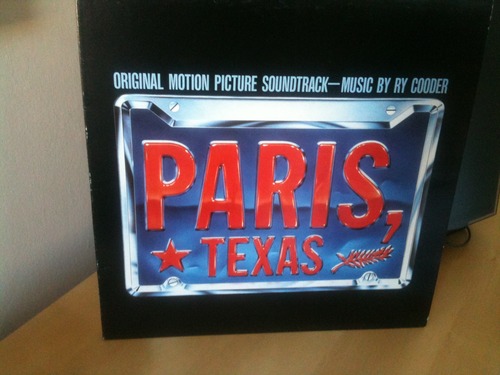 ORIGINAL MOTION PICTURE SOUNDTRACK—MUSIC BY RY COODER
PARIS,
TEXAS